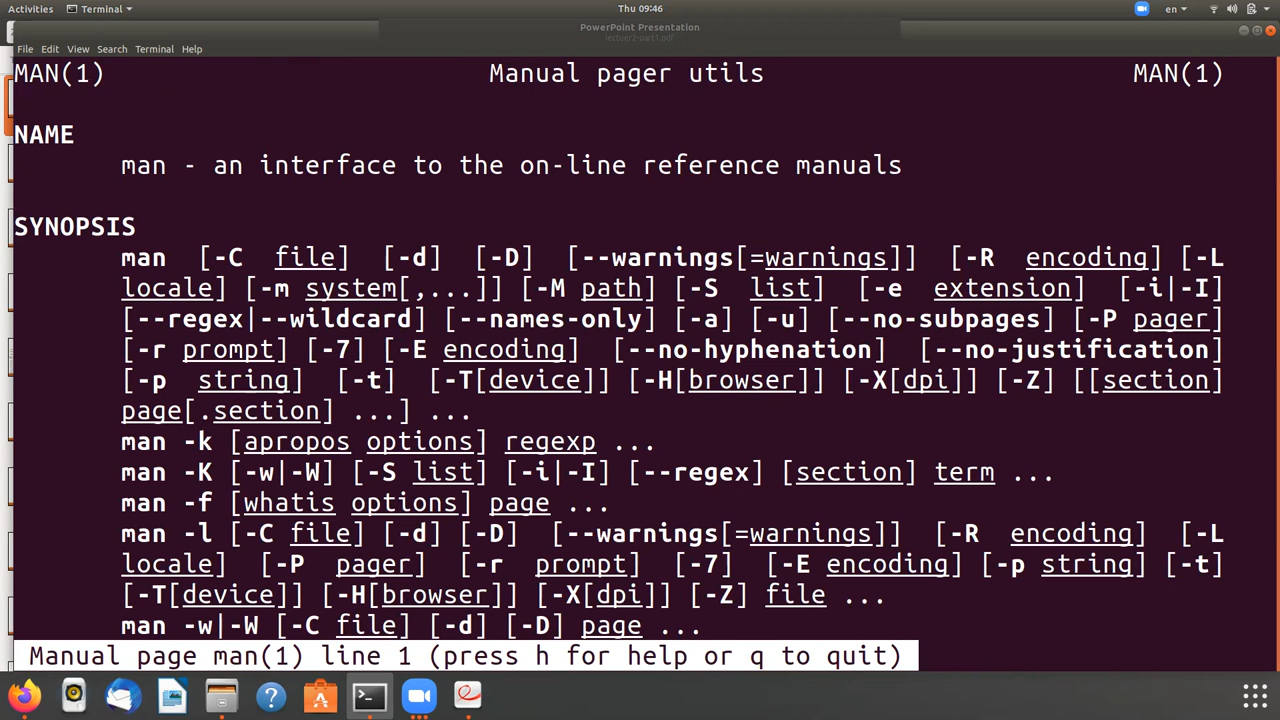 Activities Terminal Thu 09:46 en
PowerPoint Presentation
lectuer2-part1.pdf
File Edit View Search Terminal Help
MAN(1) Manual pager utils MAN(1)
NAME
man - an interface to the on-line reference manuals
SYNOPSIS
man [-C file] [-d] [-D] [--warnings[=warnings]] [-R encoding] [-L
locale] [-m system[,...]] [-M path] [-S list] [-e extension] [-i|-I]
[--regex|--wildcard] [--names-only] [-a] [-u] [--no-subpages] [-P pager]
[-r prompt] [-7] [-E encoding] [--no-hyphenation] [--no-justification]
[-p string] [-t] [-T[device]] [-H[browser]] [-X[dpi]] [-Z] [[section]
page[.section] ...] ...
man -k [apropos options] regexp ...
man -K [-w|-W] [-S list] [-i|-I] [--regex] [section] term ...
man -f [whatis options] page ...
man -l [-C file] [-d] [-D] [--warnings[=warnings]] [-R encoding] [-L
locale] [-P pager] [-r prompt] [-7] [-E encoding] [-p string] [-t]
[-T[device]] [-H[browser]] [-X[dpi]] [-Z] file ...
man -w|-W [-C file] [-d] [-D] page ...
Manual page man(1) line 1 (press h for help or q to quit)